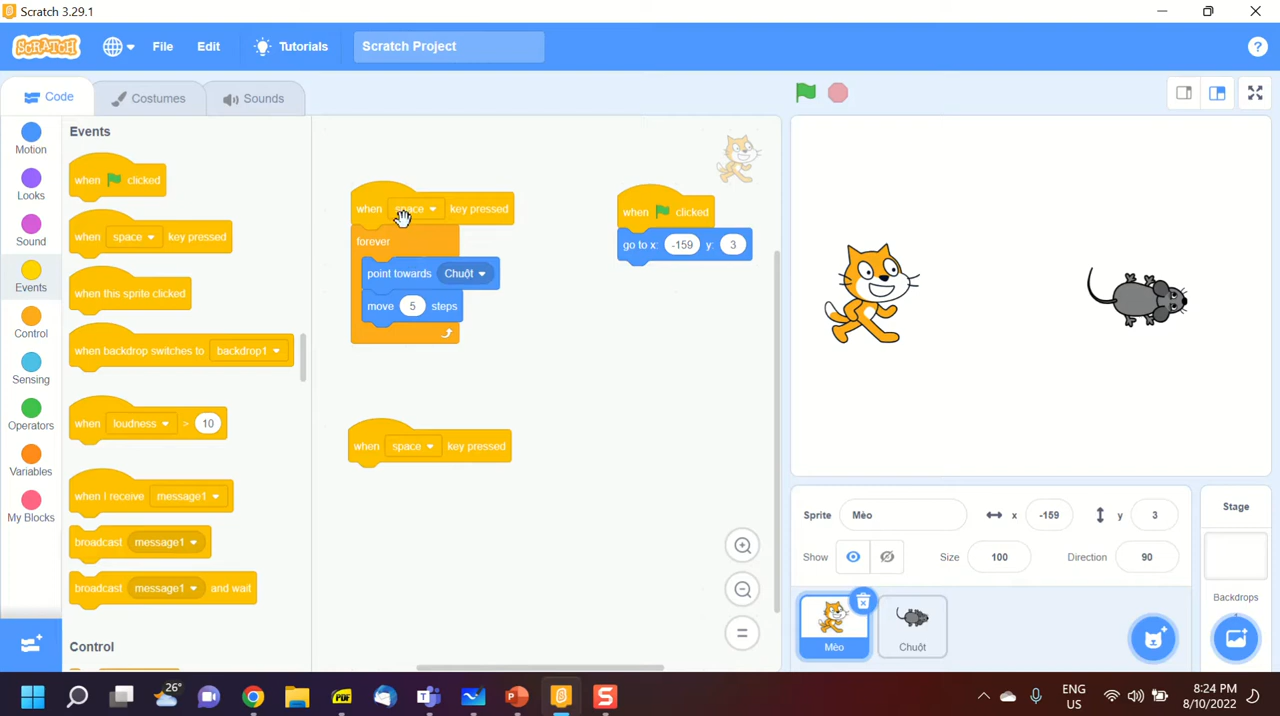 Scratch 3.29.1
SCRATCH
File
Edit
Tutorials
Scratch Project
?
Code
Costumes
Sounds
Motion
Looks
Sound
Events
Control
Sensing
Operators
Variables
My Blocks
Events
when clicked
when space key pressed
when this sprite clicked
when backdrop switches to backdrop1
when loudness > 10
when I receive message1
broadcast message1
broadcast message1 and wait
Control
when space key pressed
forever
point towards Chuột
move 5 steps
when space key pressed
when clicked
go to x: -159 y: 3
Sprite Mèo x -159 y 3
Show Size 100 Direction 90
Mèo
Chuột
Stage
Backdrops
26°
ENG
US
8:24 PM
8/10/2022